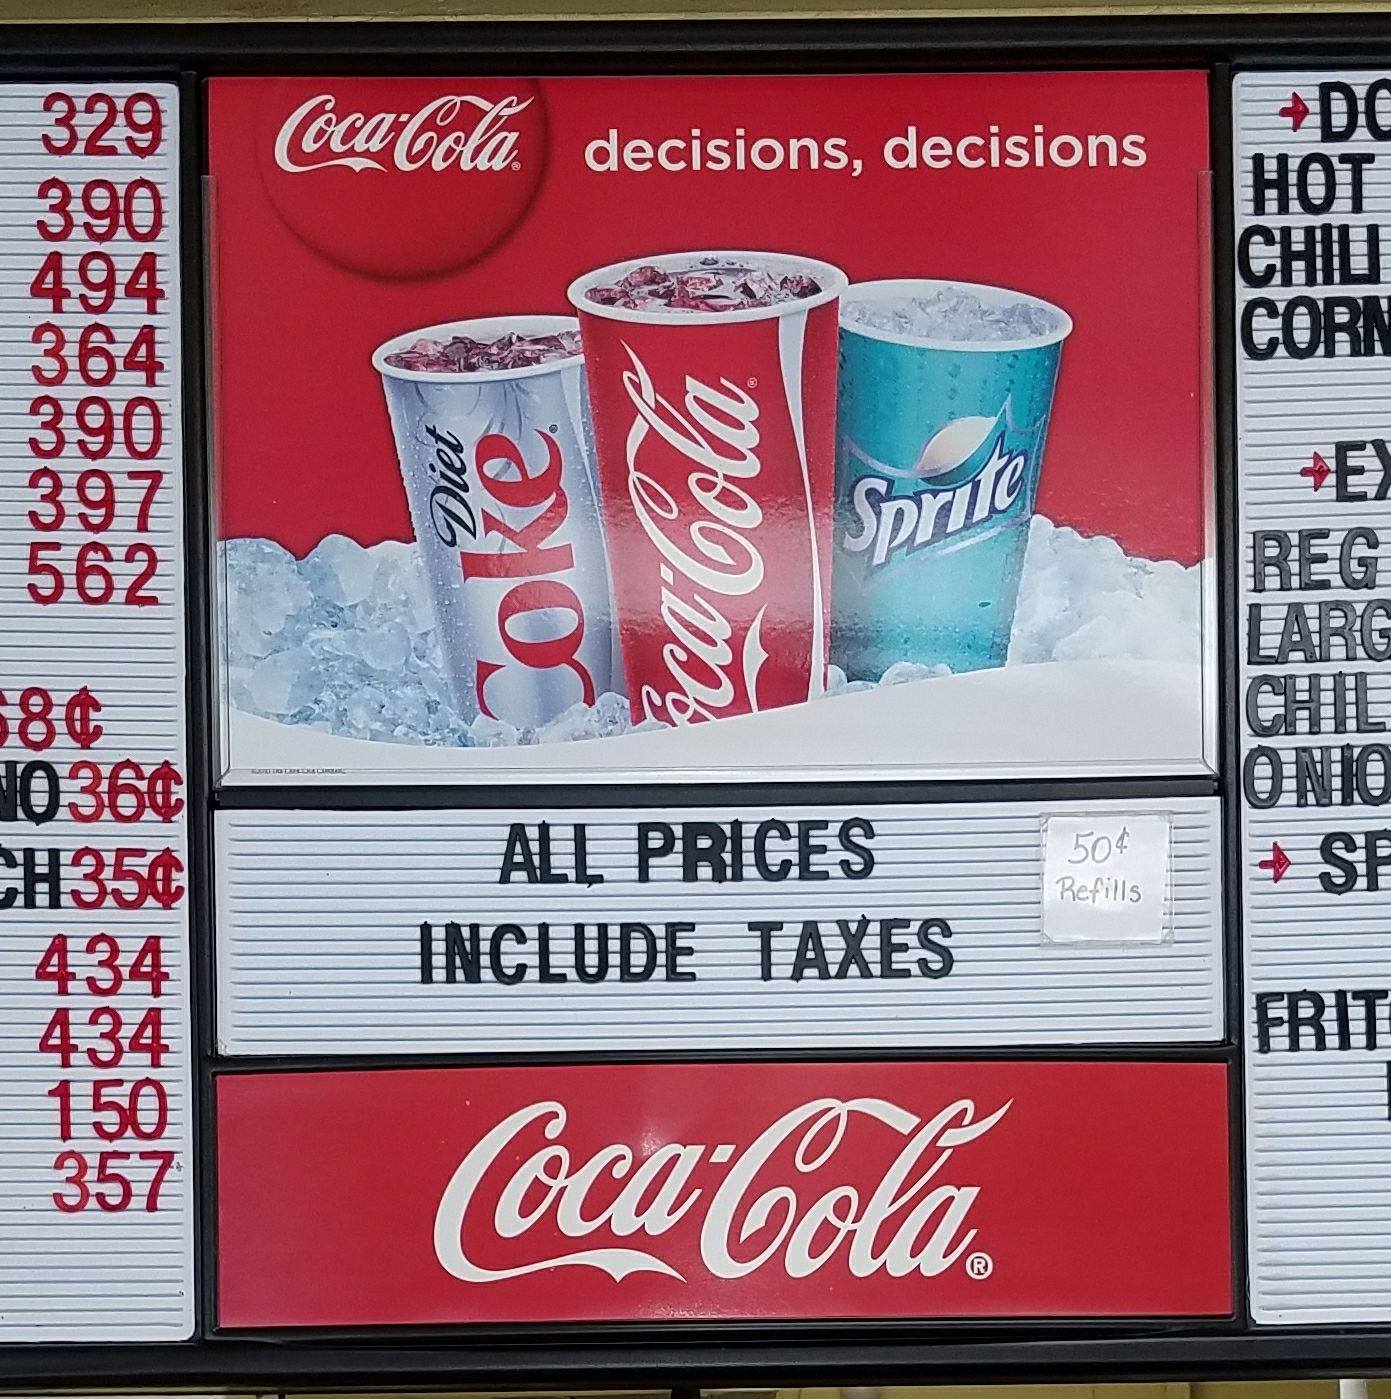 329
390
494
364
390
397
562
68¢
NO 36¢
CH 35¢
434
434
150
357
Coca-Cola®
decisions, decisions
Diet
Coke®
Coca-Cola®
Sprite
ALL PRICES
INCLUDE TAXES
50¢
Refills
Coca-Cola®
→DO
HOT
CHILI
CORN
→EX
REG
LARG
CHIL
ONIO
→ SP
FRIT